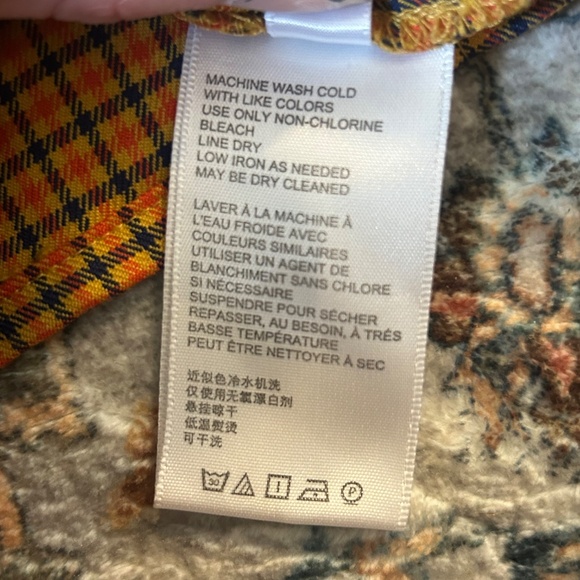 MACHINE WASH COLD
WITH LIKE COLORS
USE ONLY NON-CHLORINE
BLEACH
LINE DRY
LOW IRON AS NEEDED
MAY BE DRY CLEANED
LAVER À LA MACHINE À
L'EAU FROIDE AVEC
COULEURS SIMILAIRES
UTILISER UN AGENT DE
BLANCHIMENT SANS CHLORE
SI NÉCESSAIRE
SUSPENDRE POUR SÉCHER
REPASSER, AU BESOIN, À TRÉS
BASSE TEMPÉRATURE
PEUT ÊTRE NETTOYER À SEC
近似色冷水机洗
仅使用无氯漂白剂
悬挂晾干
低温熨烫
可干洗
30 P